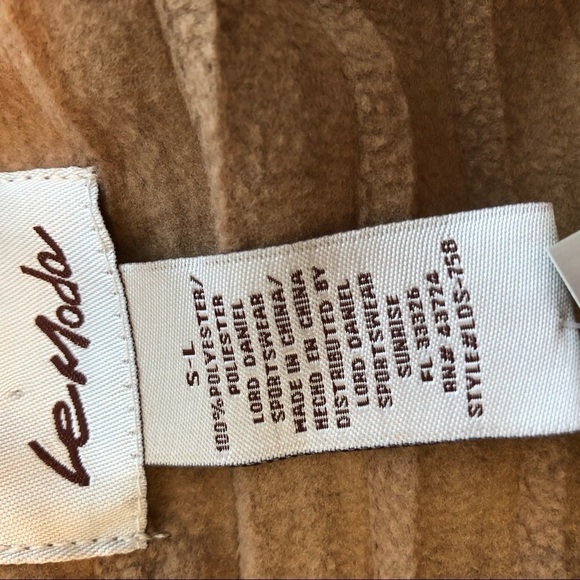 Le Moda
S-L
100% POLYESTER/
POLIESTER
LORD DANIEL
SPORTSWEAR
MADE IN CHINA/
HECHO EN CHINA
DISTRIBUTED BY
LORD DANIEL
SPORTSWEAR
SUNRISE
FL 33326
RN# 43774
STYLE#LDS-758